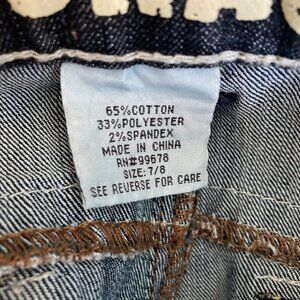 65%COTTON
33%POLYESTER
2%SPANDEX
MADE IN CHINA
RN#99678
SIZE:7/8
SEE REVERSE FOR CARE